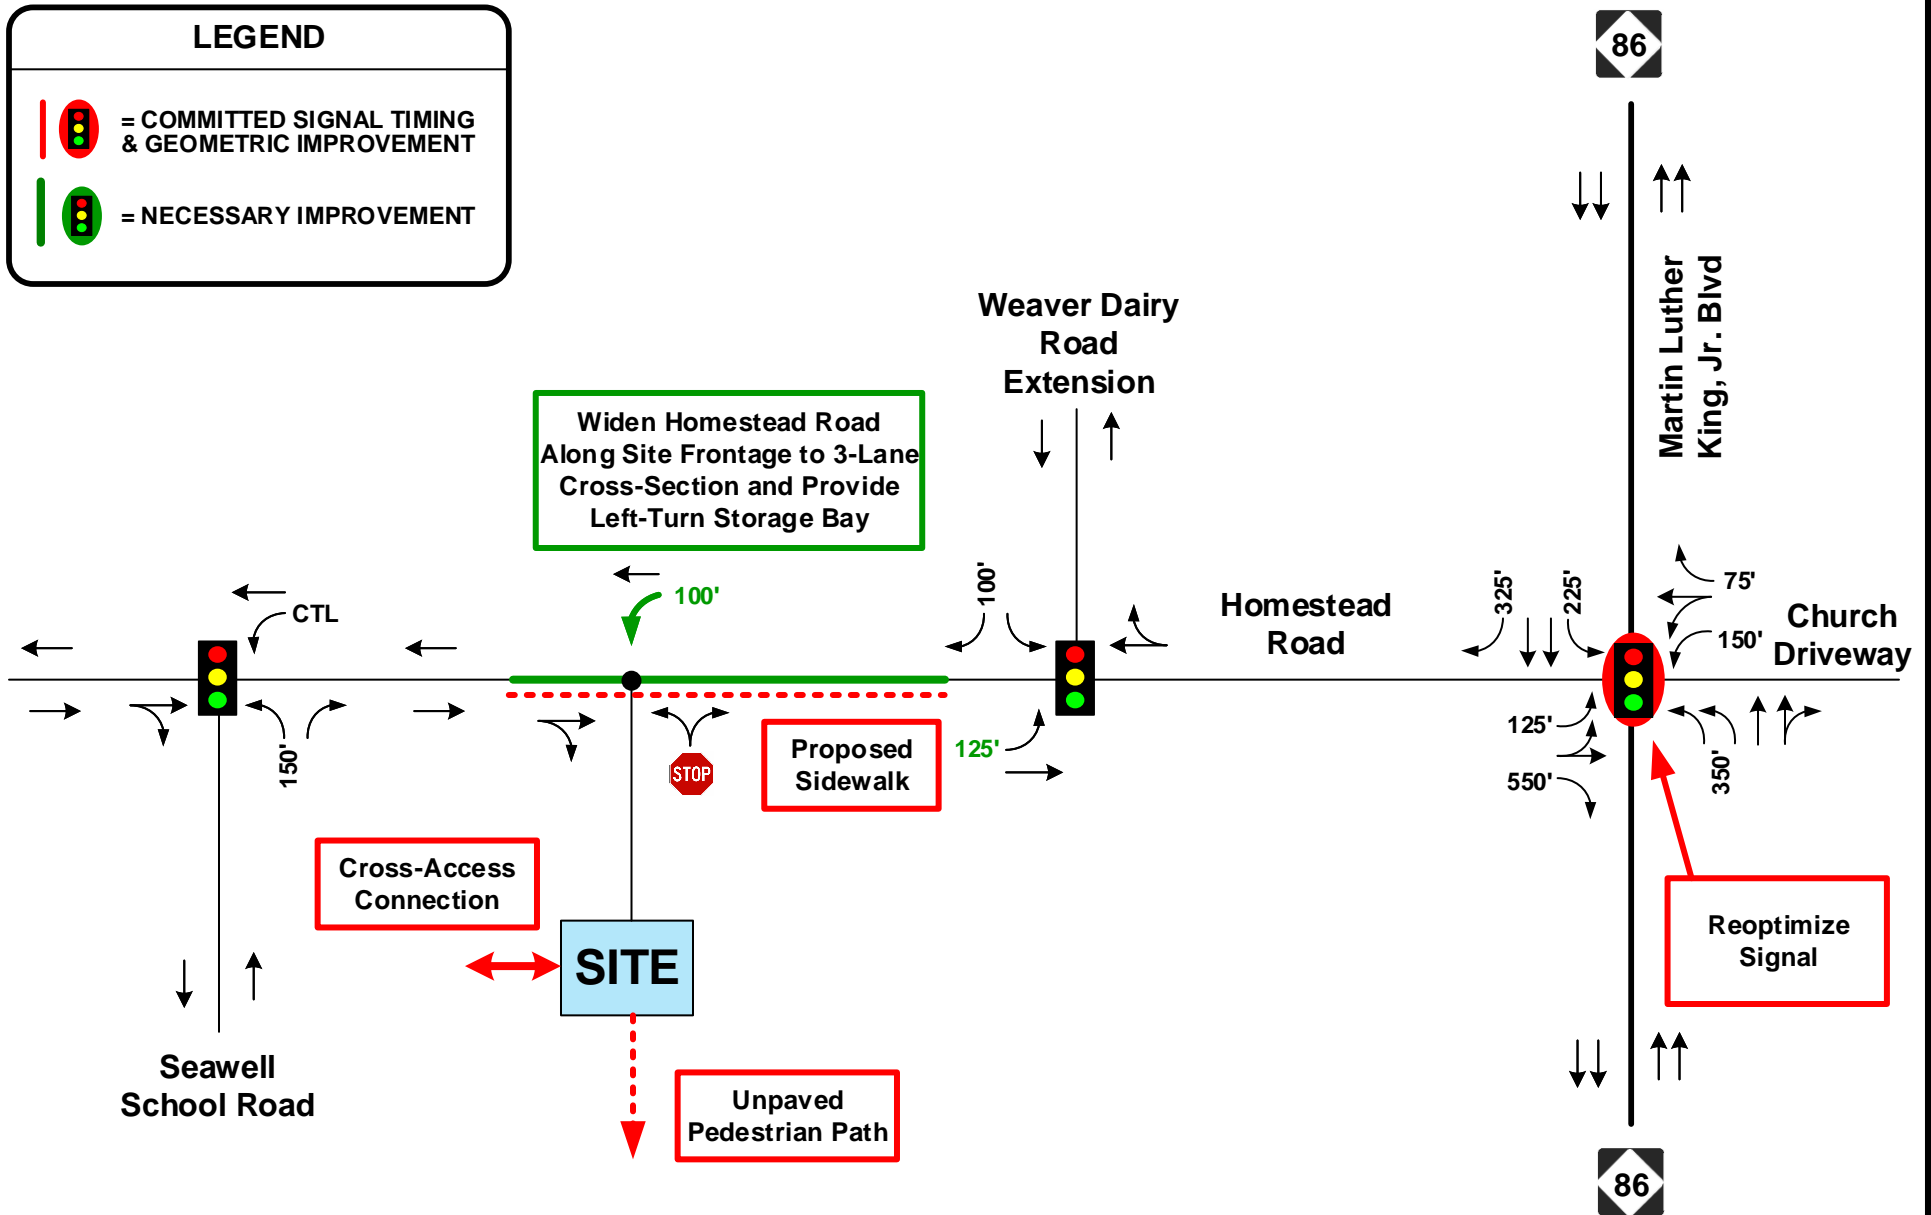 LEGEND
= COMMITTED SIGNAL TIMING
& GEOMETRIC IMPROVEMENT
= NECESSARY IMPROVEMENT
86
Martin Luther
King, Jr. Blvd
Weaver Dairy
Road
Extension
Widen Homestead Road
Along Site Frontage to 3-Lane
Cross-Section and Provide
Left-Turn Storage Bay
CTL
100'
100'
Homestead
Road
325'
225'
75'
150'
Church
Driveway
150'
STOP
Proposed
Sidewalk
125'
125'
550'
350'
Cross-Access
Connection
SITE
Reoptimize
Signal
Seawell
School Road
Unpaved
Pedestrian Path
86